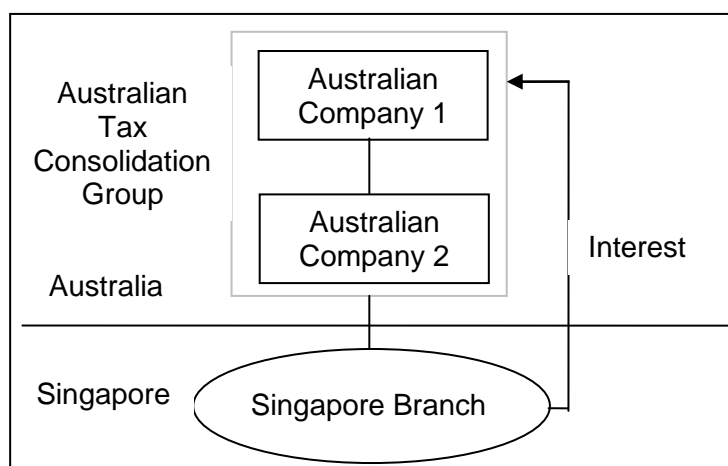 Australian
Tax
Consolidation
Group
Australian
Company 1
Australian
Company 2
Interest
Australia
Singapore
Singapore Branch